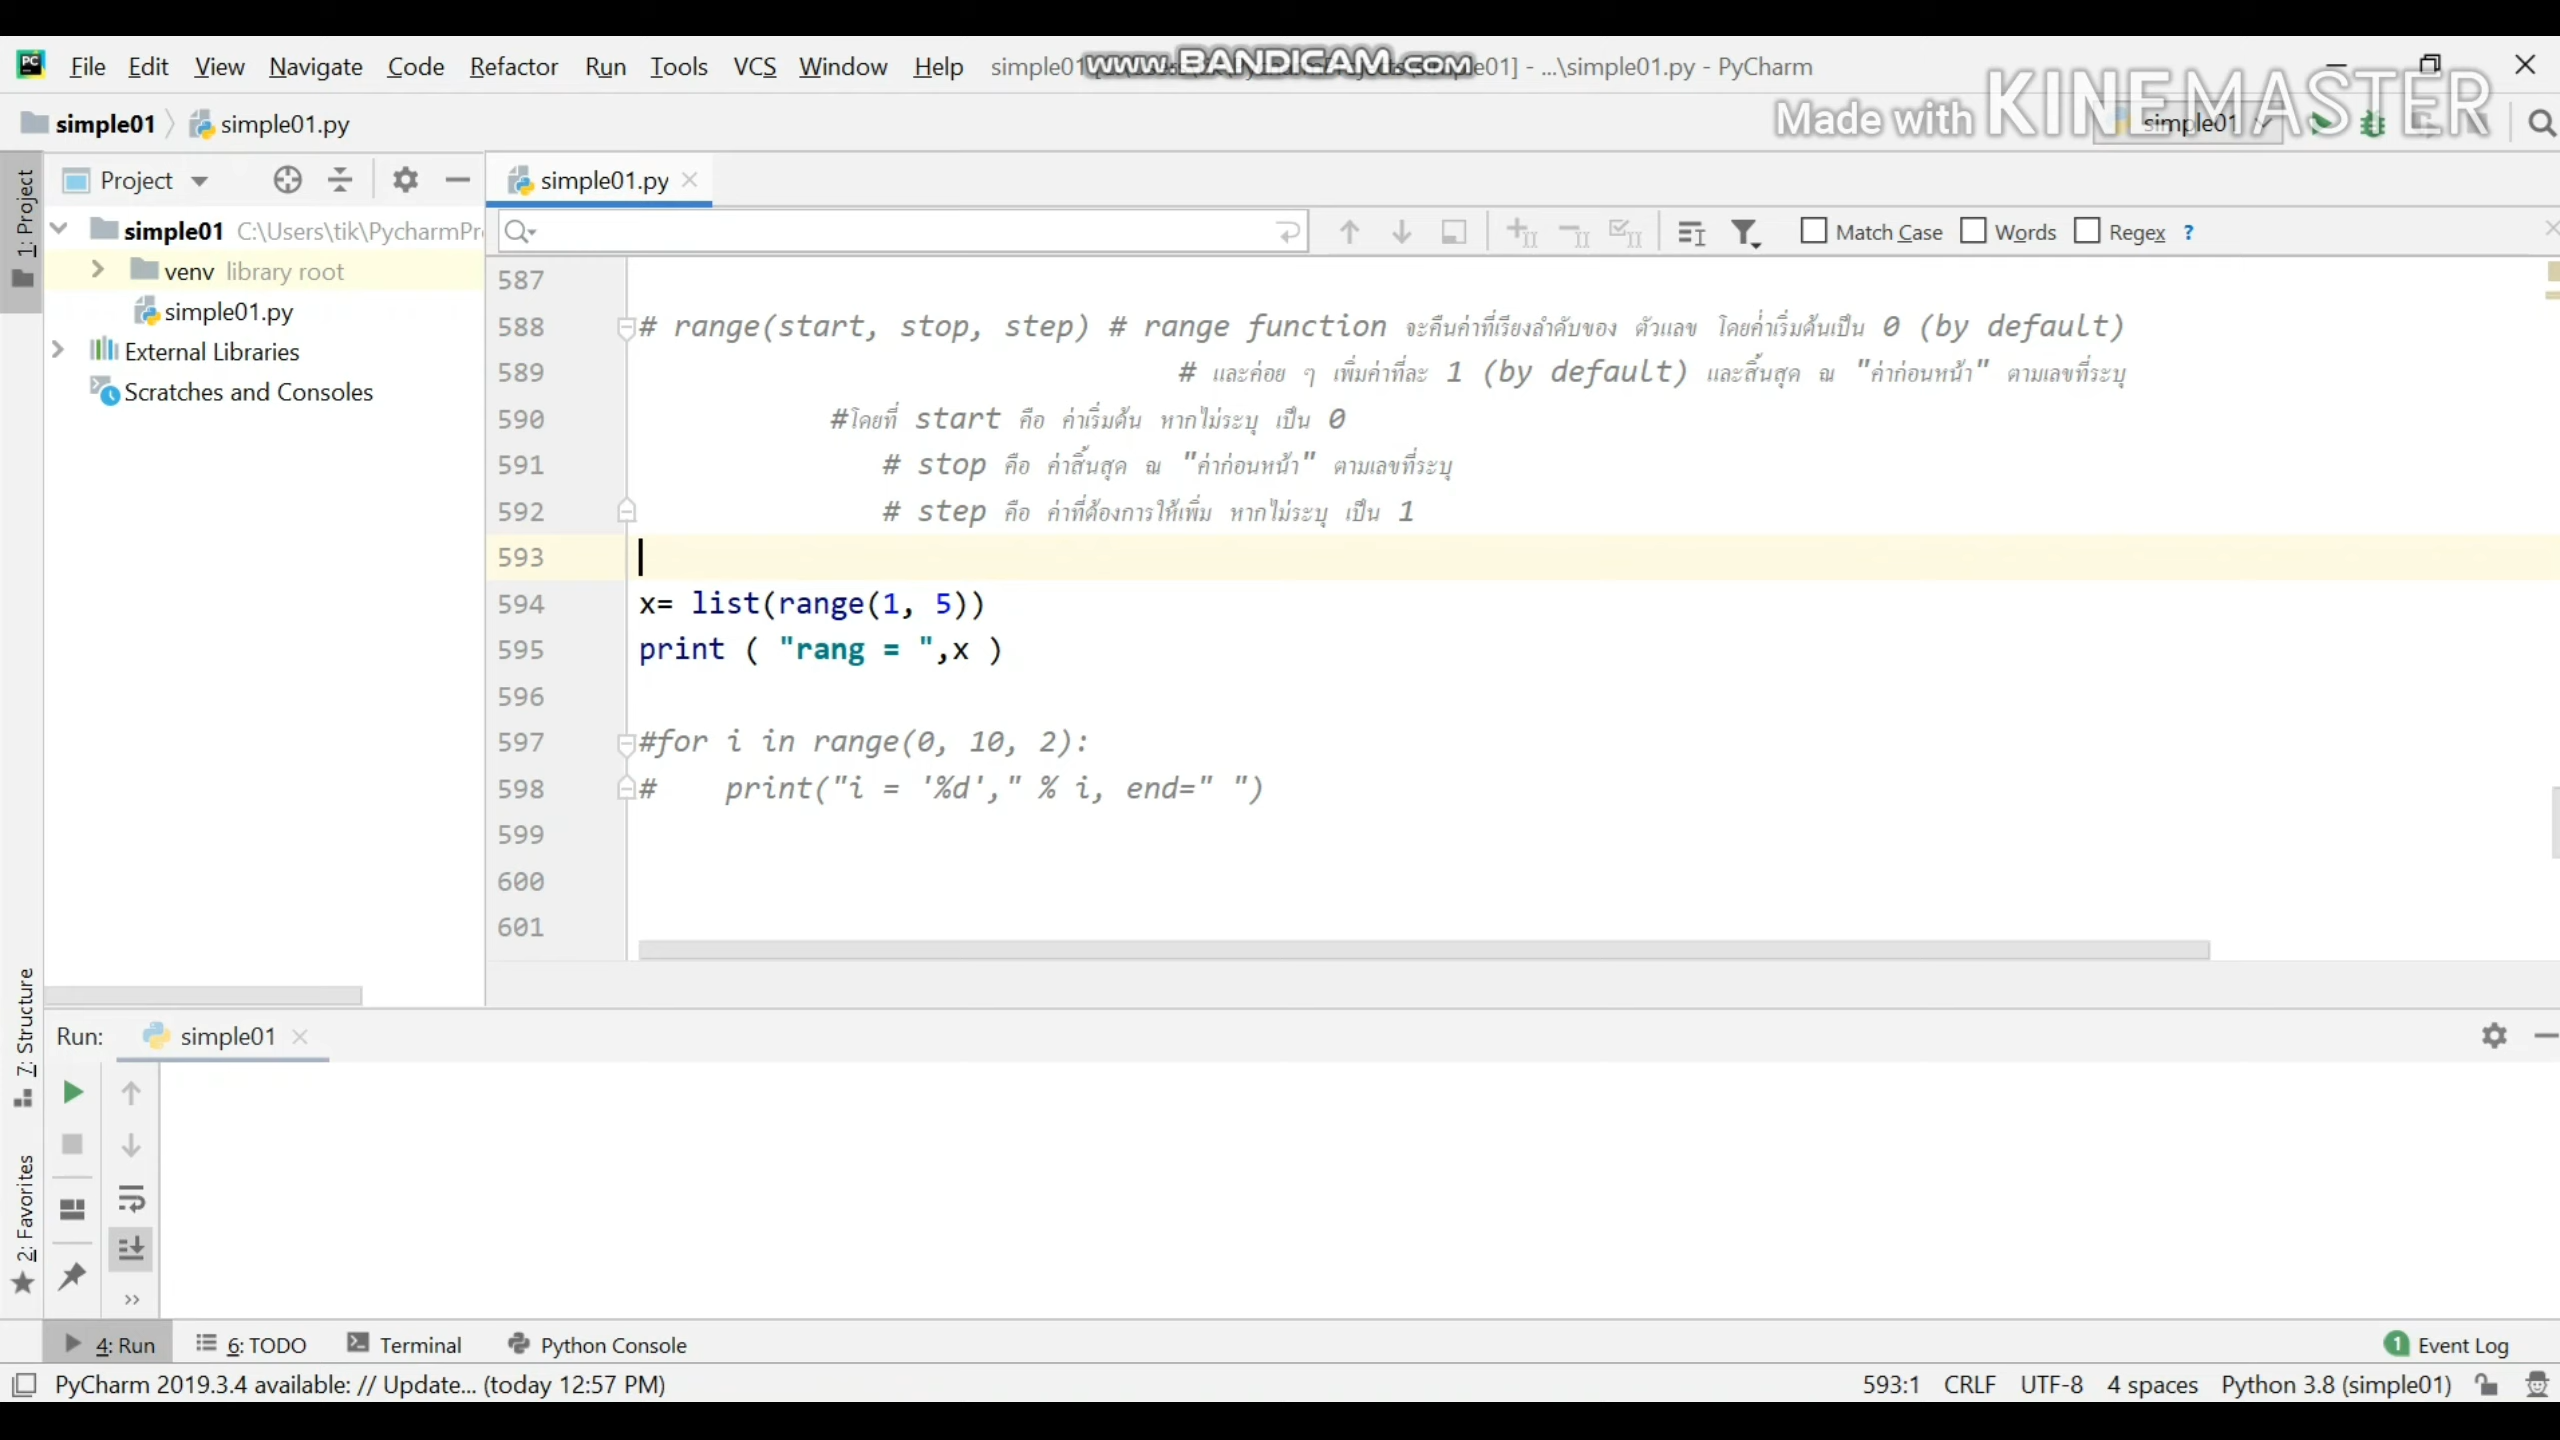 File Edit View Navigate Code Refactor Run Tools VCS Window Help simple01 - ...\simple01.py - PyCharm
www.BANDICAM.com
Made with KINEMASTER
simple01 simple01.py
simple01
1: Project
Project
simple01.py
simple01 C:\Users\tik\PycharmPr
venv library root
simple01.py
External Libraries
Scratches and Consoles
Match Case Words Regex ?
587
588 # range(start, stop, step) # range function จะคืนค่าที่เรียงลำดับของ ตัวแลข โดยค่ำเริ่มต้นเป็น 0 (by default)
589 # และค่อย ๆ เพิ่มค่าที่ละ 1 (by default) และสิ้นสุด ณ "ค่าก่อนหน้า" ตามเลขที่ระบุ
590 #โดยที่ start คือ ค่าเริ่มต้น หากไม่ระบุ เป็น 0
591 # stop คือ ค่าสิ้นสุด ณ "ค่าก่อนหน้า" ตามเลขที่ระบุ
592 # step คือ ค่าที่ต้องการให้เพิ่ม หากไม่ระบุ เป็น 1
593
594 x= list(range(1, 5))
595 print ( "rang = ",x )
596
597 #for i in range(0, 10, 2):
598 # print("i = '%d'," % i, end=" ")
599
600
601
7: Structure
2: Favorites
Run: simple01
4: Run 6: TODO Terminal Python Console 1 Event Log
PyCharm 2019.3.4 available: // Update... (today 12:57 PM) 593:1 CRLF UTF-8 4 spaces Python 3.8 (simple01)